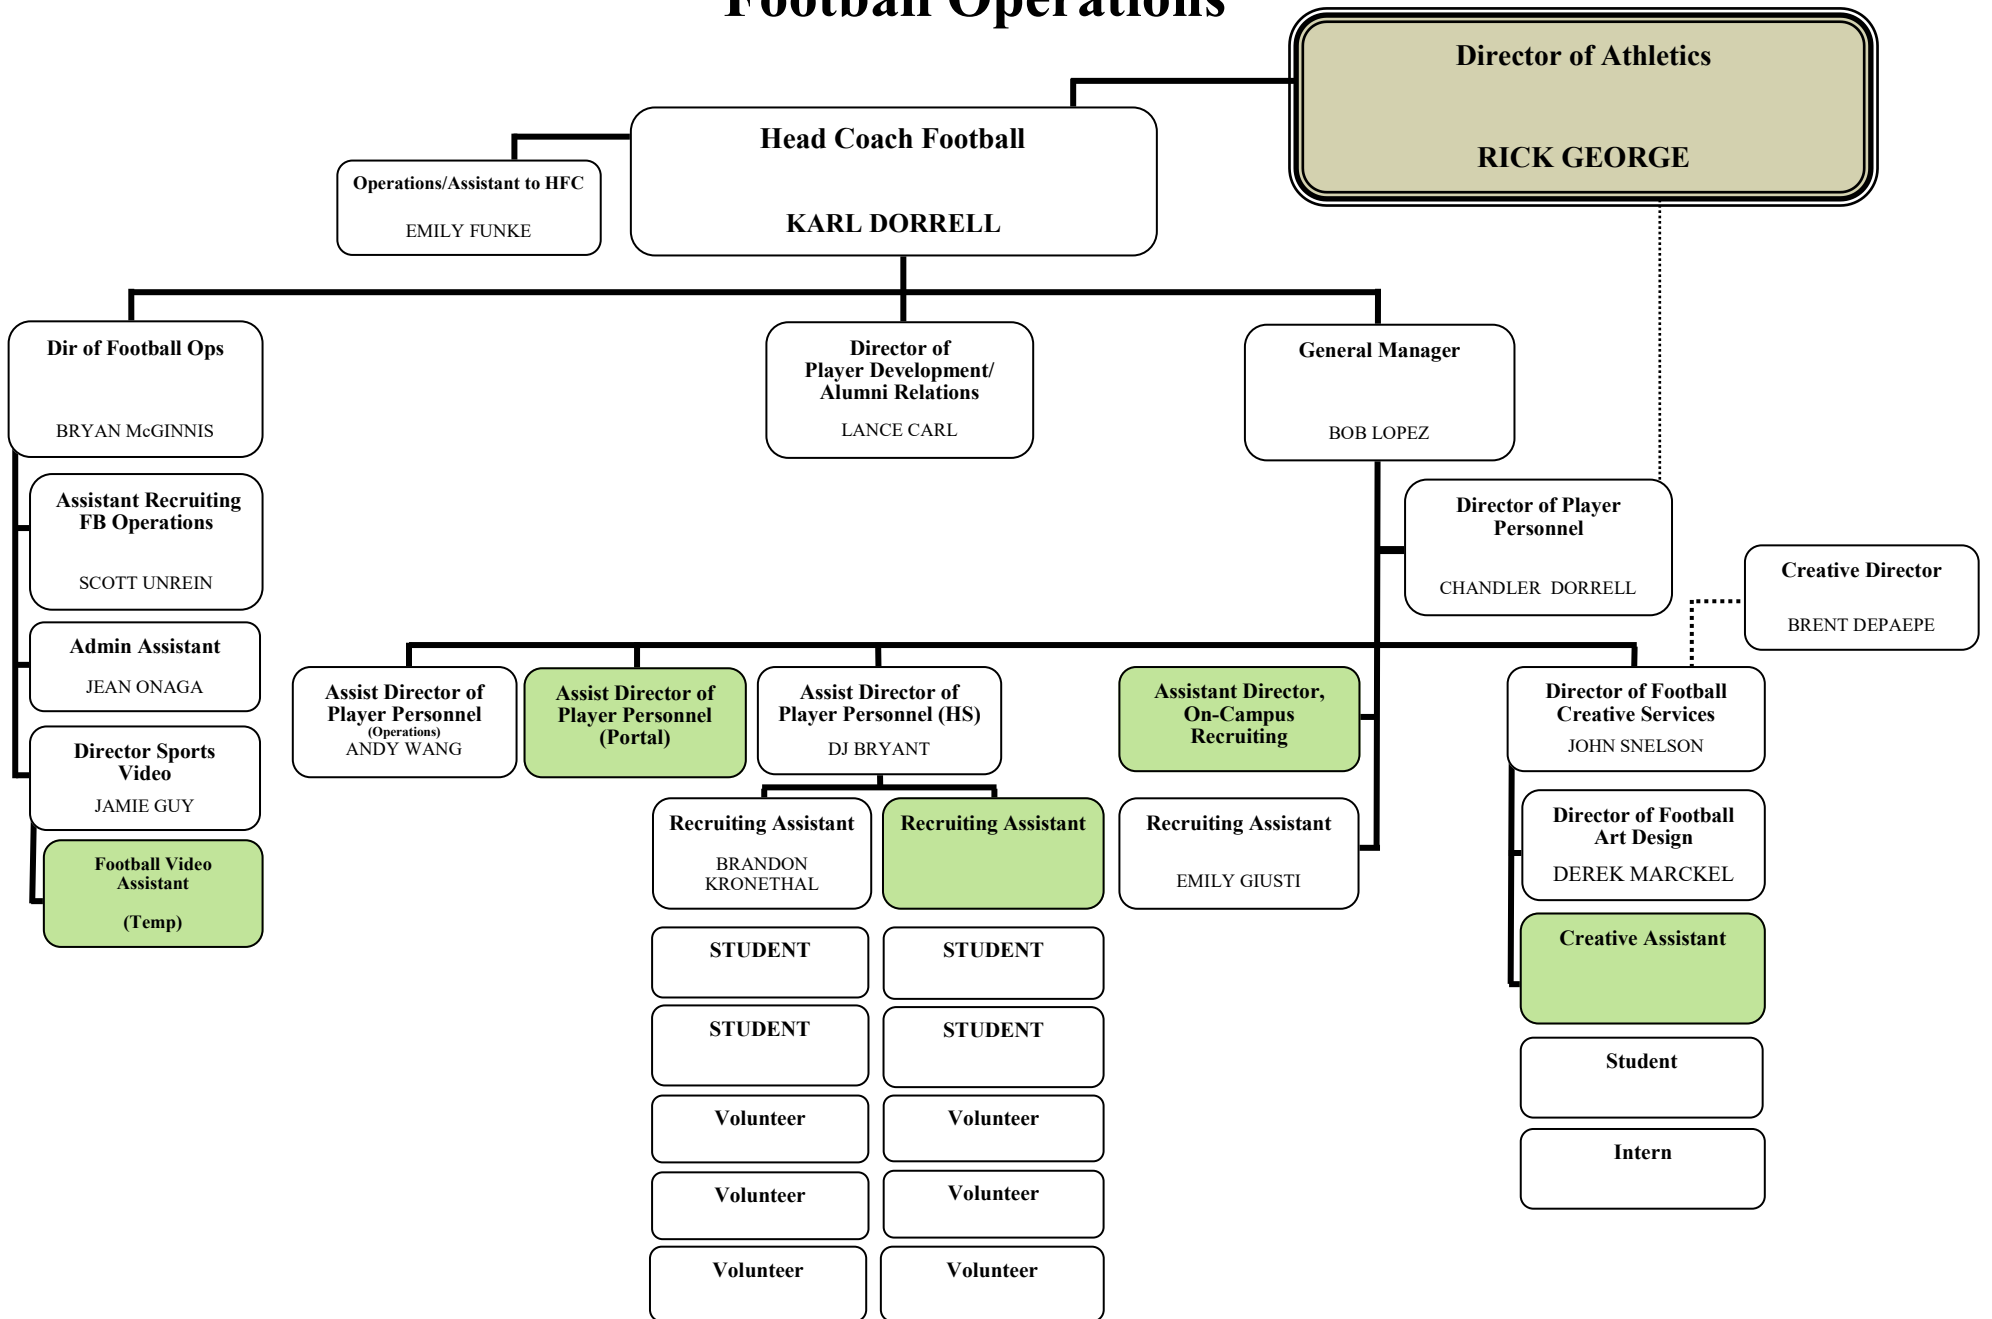 Football Operations
Director of Athletics
RICK GEORGE
Head Coach Football
KARL DORRELL
Operations/Assistant to HFC
EMILY FUNKE
Dir of Football Ops
BRYAN McGINNIS
Director of
Player Development/
Alumni Relations
LANCE CARL
General Manager
BOB LOPEZ
Assistant Recruiting
FB Operations
SCOTT UNREIN
Director of Player
Personnel
CHANDLER DORRELL
Creative Director
BRENT DEPAEPE
Admin Assistant
JEAN ONAGA
Director Sports
Video
JAMIE GUY
Football Video
Assistant
(Temp)
Assist Director of
Player Personnel
(Operations)
ANDY WANG
Assist Director of
Player Personnel
(Portal)
Assist Director of
Player Personnel (HS)
DJ BRYANT
Assistant Director,
On-Campus
Recruiting
Director of Football
Creative Services
JOHN SNELSON
Recruiting Assistant
BRANDON
KRONETHAL
Recruiting Assistant
Recruiting Assistant
EMILY GIUSTI
Director of Football
Art Design
DEREK MARCKEL
Creative Assistant
STUDENT
STUDENT
STUDENT
STUDENT
Student
Volunteer
Volunteer
Intern
Volunteer
Volunteer
Volunteer
Volunteer